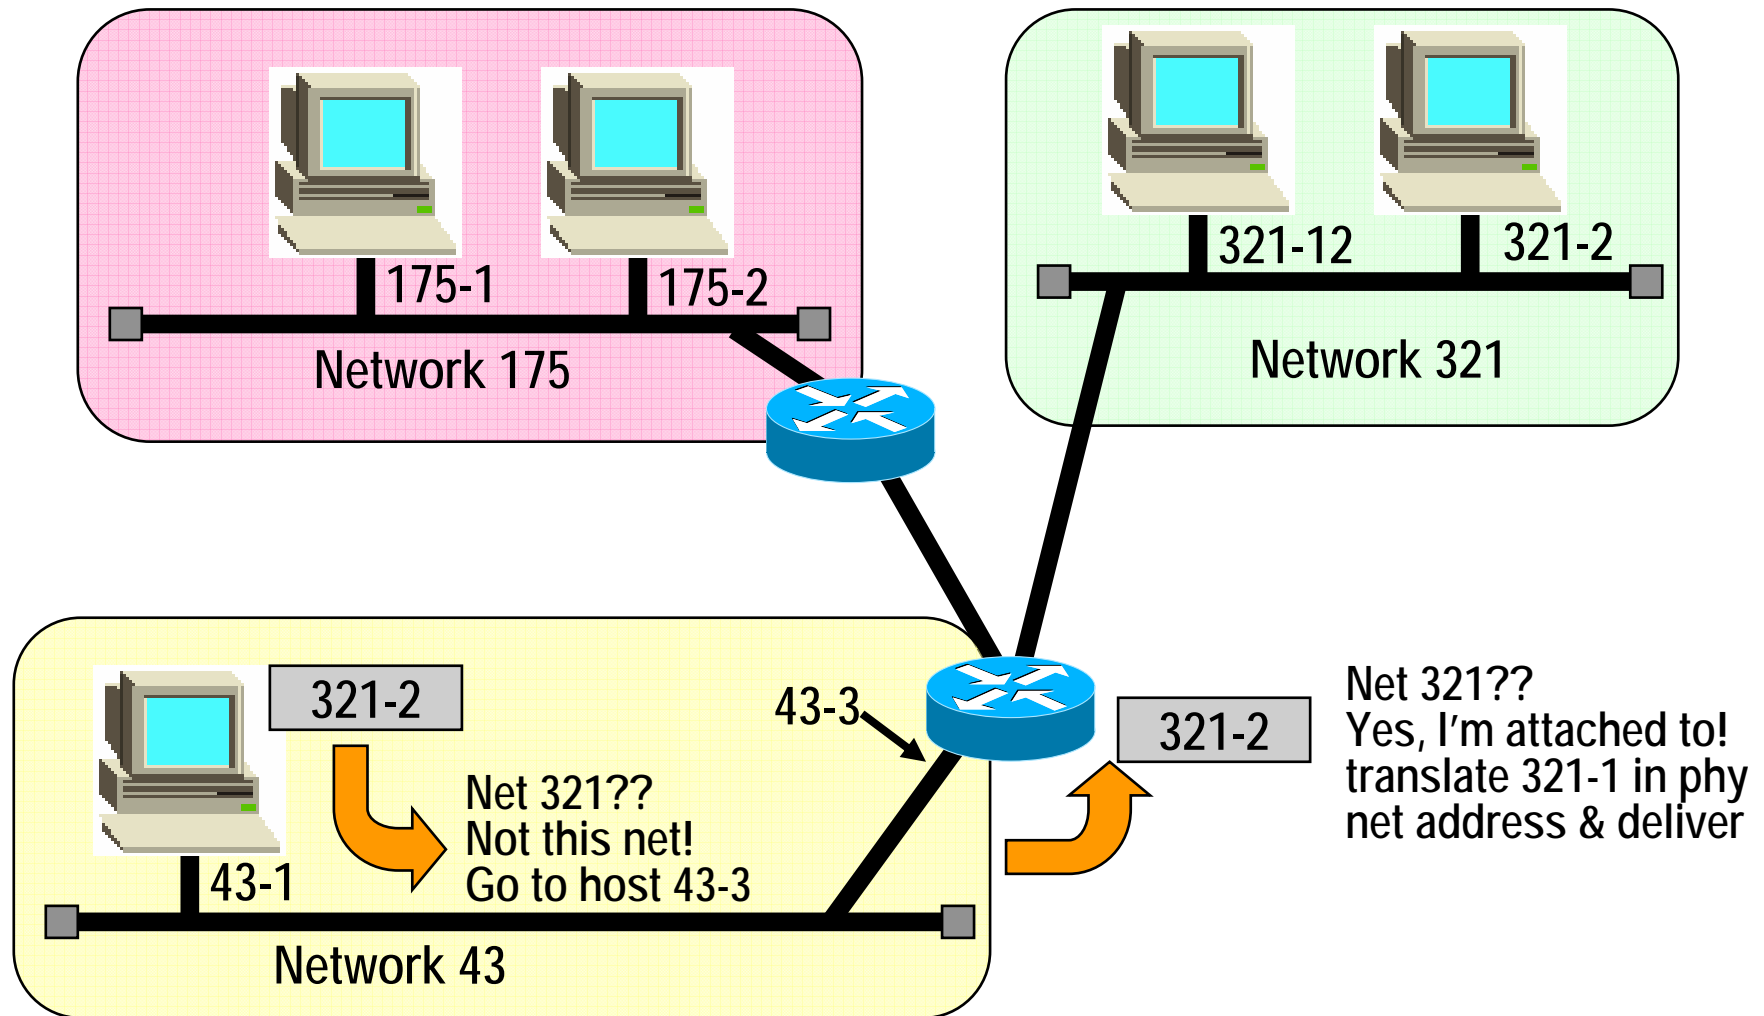 175-1
175-2
Network 175
321-12
321-2
Network 321
321-2
43-1
Net 321??
Not this net!
Go to host 43-3
43-3
Network 43
321-2
Net 321??
Yes, I'm attached to!
translate 321-1 in phy
net address & deliver